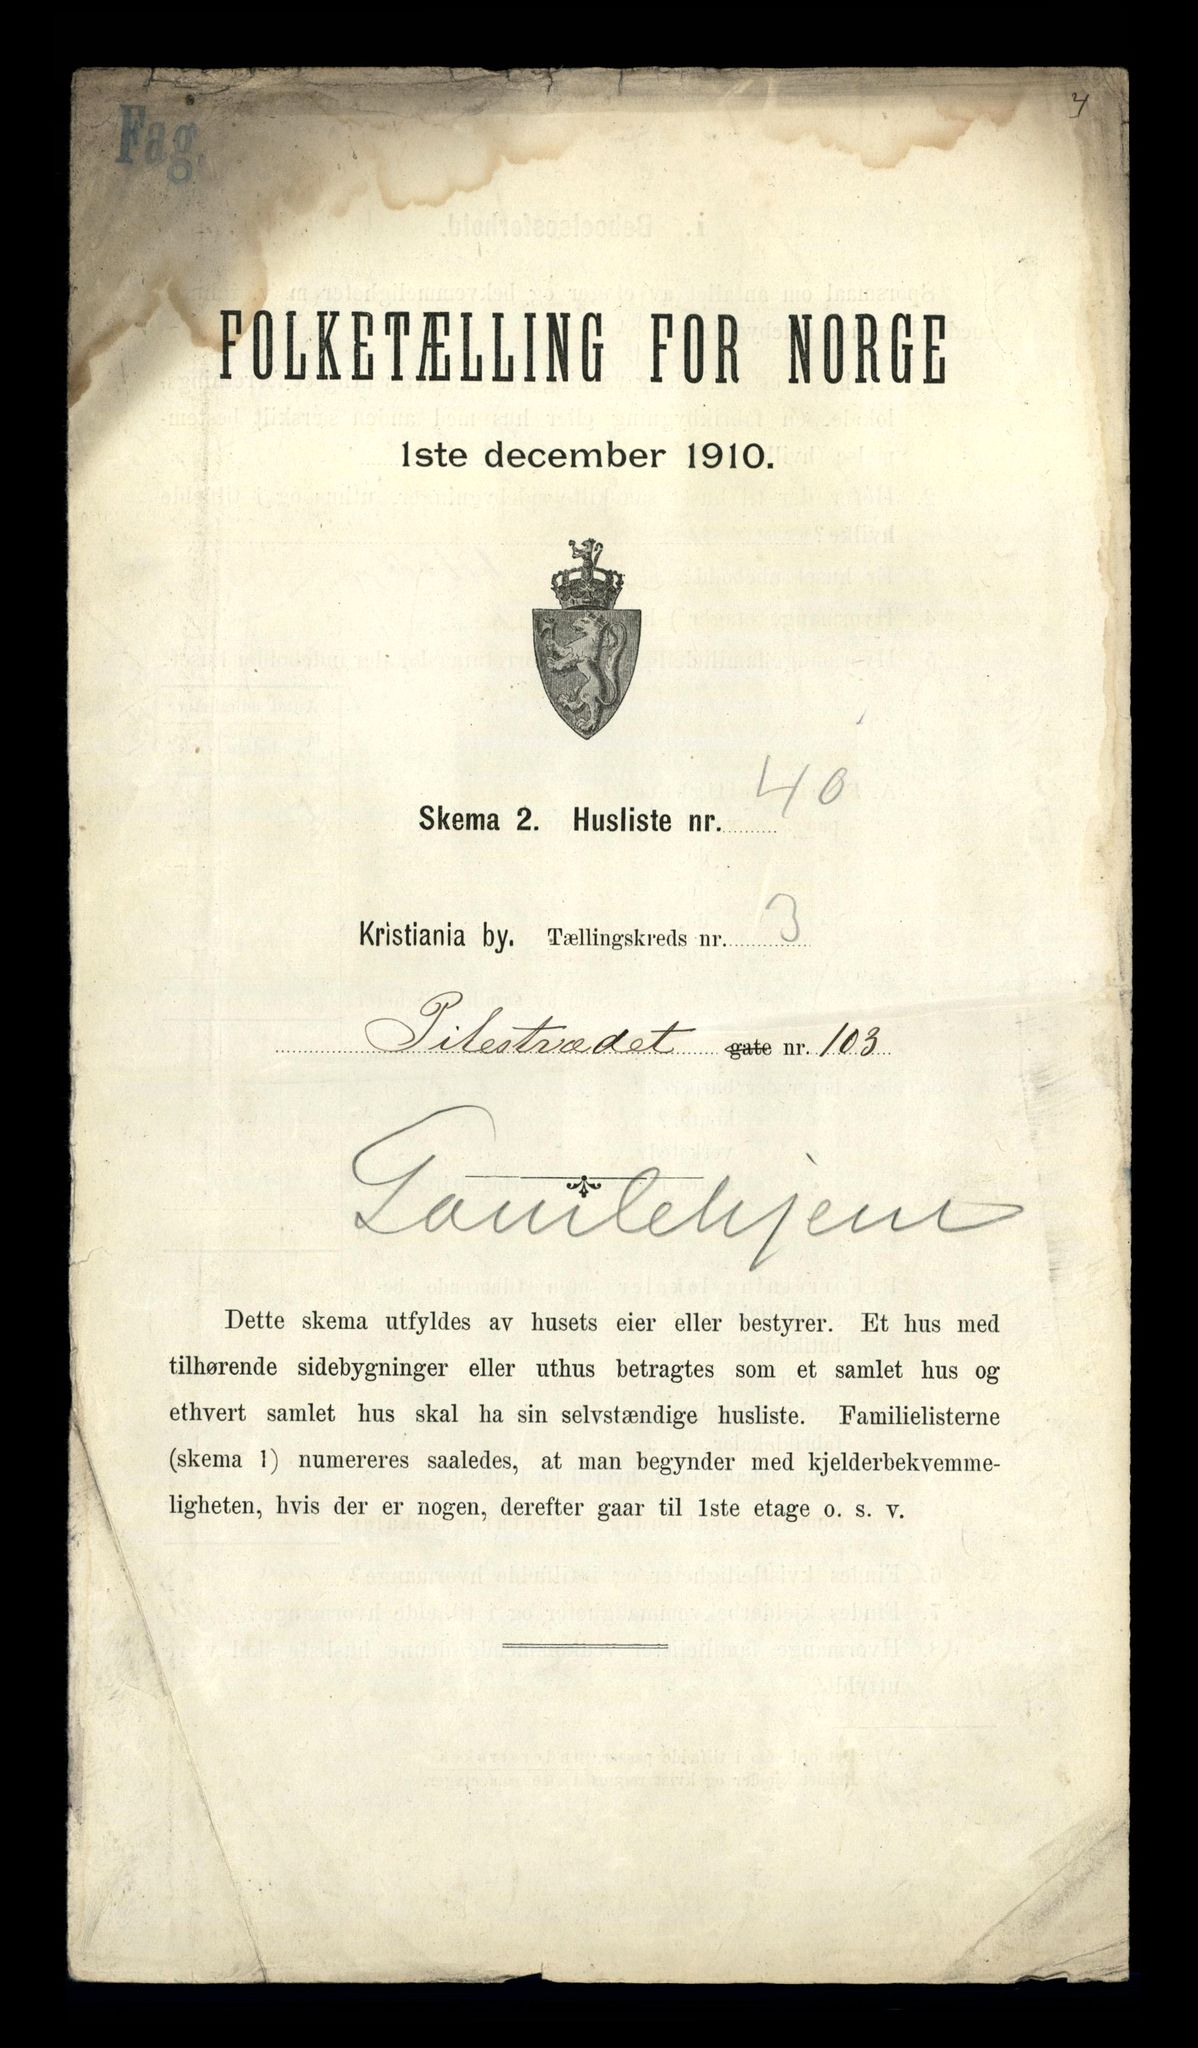 4
Fag.
FOLKETÆLLING FOR NORGE
1ste december 1910.
Skema 2. Husliste nr. 40
Kristiania by. Tællingskreds nr. 3
Pilestrædet gate nr. 103
Gamlehjem
Dette skema utfyldes av husets eier eller bestyrer. Et hus med
tilhørende sidebygninger eller uthus betragtes som et samlet hus og
ethvert samlet hus skal ha sin selvstændige husliste. Familielisterne
(skema 1) numereres saaledes, at man begynder med kjelderbekvemme-
ligheten, hvis der er nogen, derefter gaar til 1ste etage o. s. v.